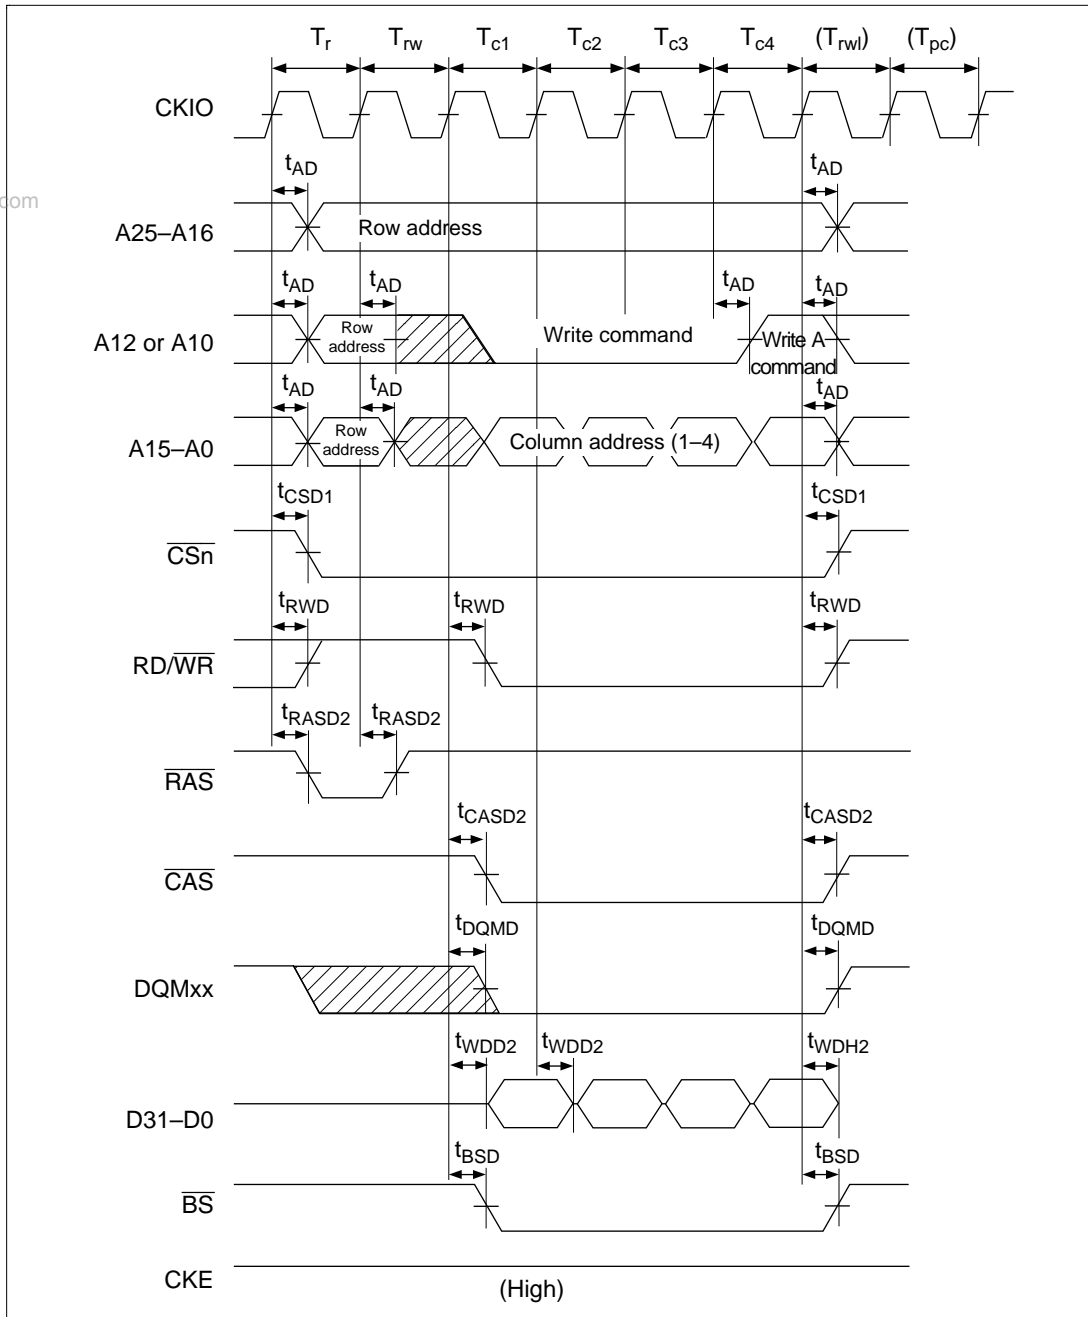 Tr Trw Tc1 Tc2 Tc3 Tc4 (Trwl) (Tpc)
CKIO
tAD tAD
com
A25–A16 Row address
tAD tAD tAD tAD
A12 or A10 Row address Write command Write A command
tAD tAD tAD
A15–A0 Row address Column address (1–4)
tCSD1 tCSD1
CSn
tRWD tRWD tRWD
RD/WR
tRASD2 tRASD2
RAS
tCASD2 tCASD2
CAS
tDQMD tDQMD
DQMxx
tWDD2 tWDD2 tWDH2
D31–D0
tBSD tBSD
BS
CKE
(High)